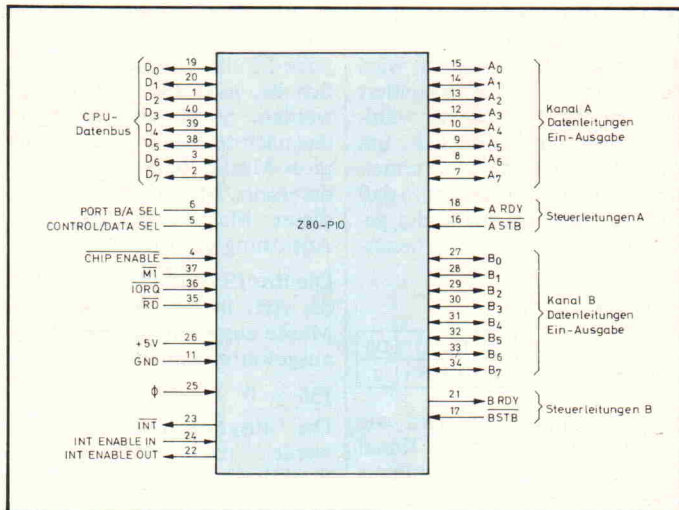 CPU-
Datenbus
D0 19
D1 20
D2 1
D3 40
D4 39
D5 38
D6 3
D7 2
PORT B/A SEL 6
CONTROL/DATA SEL 5
CHIP ENABLE 4
M1 37
IORQ 36
RD 35
+5V 26
GND 11
ϕ 25
INT 23
INT ENABLE IN 24
INT ENABLE OUT 22
Z80-PIO
15 A0
14 A1
13 A2
12 A3
10 A4
9 A5
8 A6
7 A7
Kanal A
Datenleitungen
Ein-Ausgabe
18 A RDY
16 A STB
Steuerleitungen A
27 B0
28 B1
29 B2
30 B3
31 B4
32 B5
33 B6
34 B7
Kanal B
Datenleitungen
Ein-Ausgabe
21 B RDY
17 BSTB
Steuerleitungen B